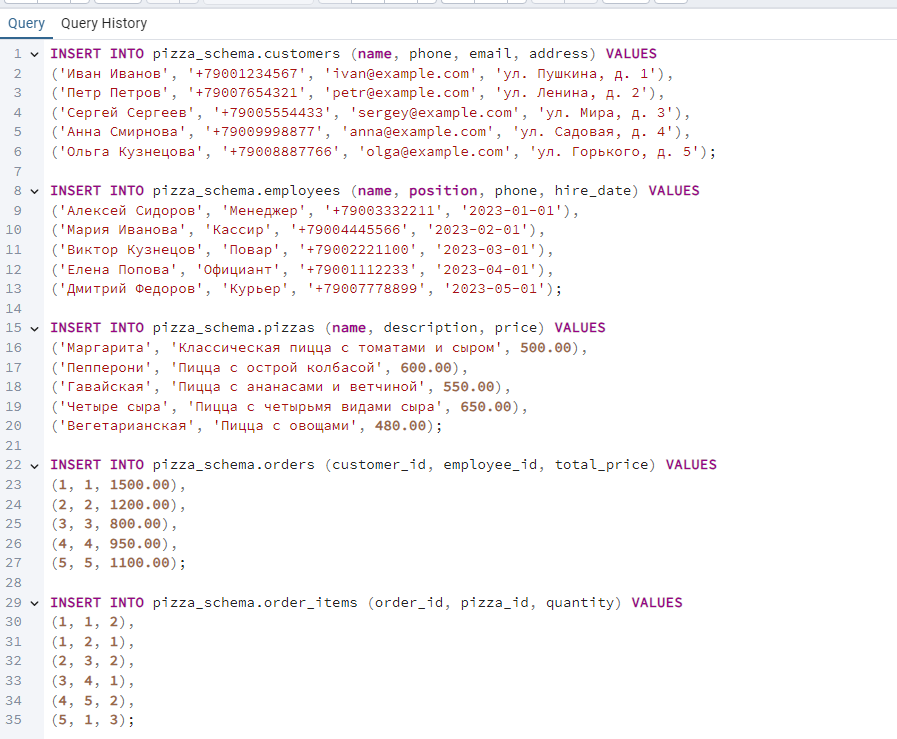 Query Query History
1 INSERT INTO pizza_schema.customers (name, phone, email, address) VALUES
2 ('Иван Иванов', '+79001234567', 'ivan@example.com', 'ул. Пушкина, д. 1'),
3 ('Петр Петров', '+79007654321', 'petr@example.com', 'ул. Ленина, д. 2'),
4 ('Сергей Сергеев', '+79005554433', 'sergey@example.com', 'ул. Мира, д. 3'),
5 ('Анна Смирнова', '+79009998877', 'anna@example.com', 'ул. Садовая, д. 4'),
6 ('Ольга Кузнецова', '+79008887766', 'olga@example.com', 'ул. Горького, д. 5');
7
8 INSERT INTO pizza_schema.employees (name, position, phone, hire_date) VALUES
9 ('Алексей Сидоров', 'Менеджер', '+79003332211', '2023-01-01'),
10 ('Мария Иванова', 'Кассир', '+79004445566', '2023-02-01'),
11 ('Виктор Кузнецов', 'Повар', '+79002221100', '2023-03-01'),
12 ('Елена Попова', 'Официант', '+79001112233', '2023-04-01'),
13 ('Дмитрий Федоров', 'Курьер', '+79007778899', '2023-05-01');
14
15 INSERT INTO pizza_schema.pizzas (name, description, price) VALUES
16 ('Маргарита', 'Классическая пицца с томатами и сыром', 500.00),
17 ('Пепперони', 'Пицца с острой колбасой', 600.00),
18 ('Гавайская', 'Пицца с ананасами и ветчиной', 550.00),
19 ('Четыре сыра', 'Пицца с четырьмя видами сыра', 650.00),
20 ('Вегетарианская', 'Пицца с овощами', 480.00);
21
22 INSERT INTO pizza_schema.orders (customer_id, employee_id, total_price) VALUES
23 (1, 1, 1500.00),
24 (2, 2, 1200.00),
25 (3, 3, 800.00),
26 (4, 4, 950.00),
27 (5, 5, 1100.00);
28
29 INSERT INTO pizza_schema.order_items (order_id, pizza_id, quantity) VALUES
30 (1, 1, 2),
31 (1, 2, 1),
32 (2, 3, 2),
33 (3, 4, 1),
34 (4, 5, 2),
35 (5, 1, 3);